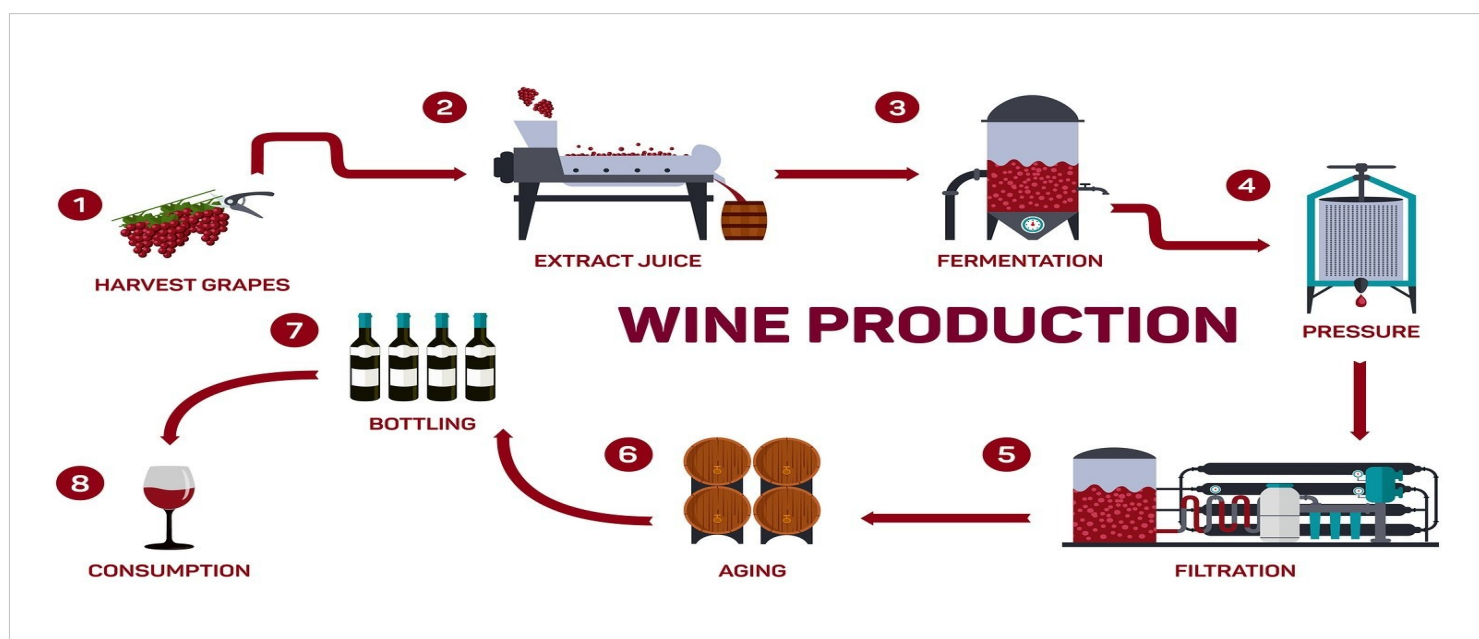 1
HARVEST GRAPES
2
EXTRACT JUICE
3
FERMENTATION
4
PRESSURE
WINE PRODUCTION
5
FILTRATION
6
AGING
7
BOTTLING
8
CONSUMPTION